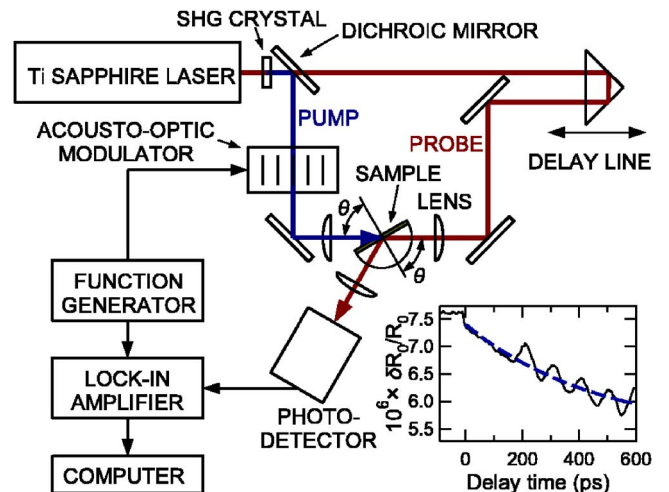 SHG CRYSTAL
DICHROIC MIRROR
Ti SAPPHIRE LASER
PUMP
PROBE
ACOUSTO-OPTIC
MODULATOR
DELAY LINE
SAMPLE
LENS
θ
θ
FUNCTION
GENERATOR
LOCK-IN
AMPLIFIER
PHOTO-
DETECTOR
COMPUTER
10⁶× δR₀/R₀
7.5
7.0
6.5
6.0
5.5
0 200 400 600
Delay time (ps)